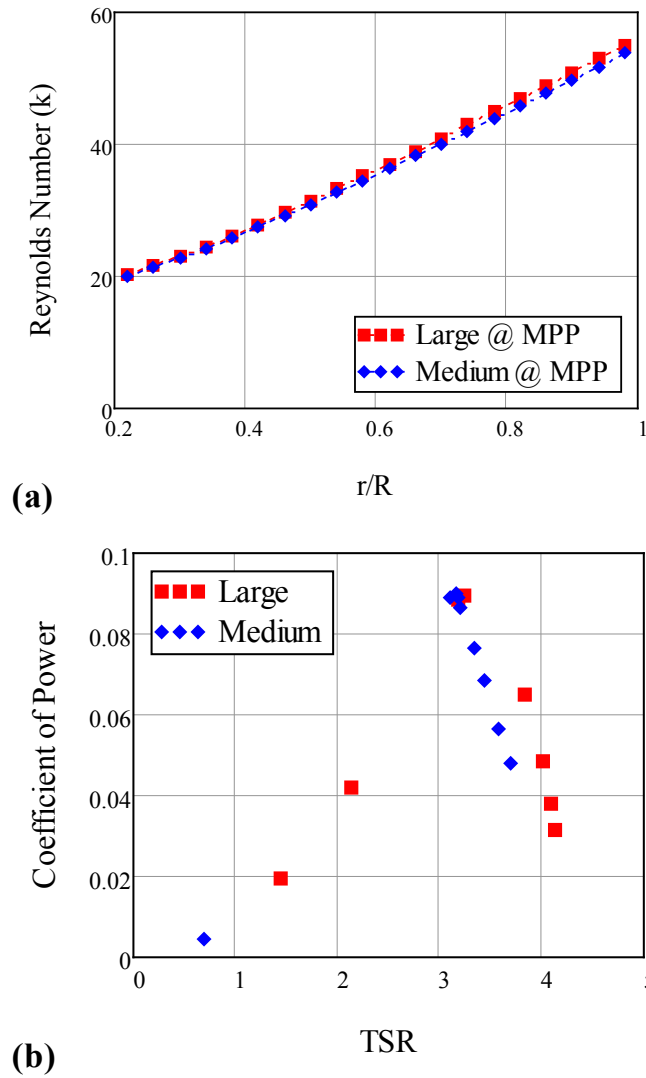 60
40
20
0
Reynolds Number (k)
Large @ MPP
Medium @ MPP
0.2 0.4 0.6 0.8 1
r/R
(a)
0.1
0.08
0.06
0.04
0.02
0
Coefficient of Power
Large
Medium
0 1 2 3 4 5
TSR
(b)